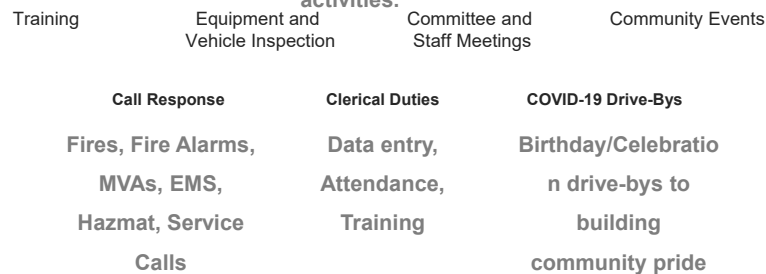 activities.
Training
Equipment and
Vehicle Inspection
Committee and
Staff Meetings
Community Events
Call Response
Fires, Fire Alarms,
MVAs, EMS,
Hazmat, Service
Calls
Clerical Duties
Data entry,
Attendance,
Training
COVID-19 Drive-Bys
Birthday/Celebratio
n drive-bys to
building
community pride